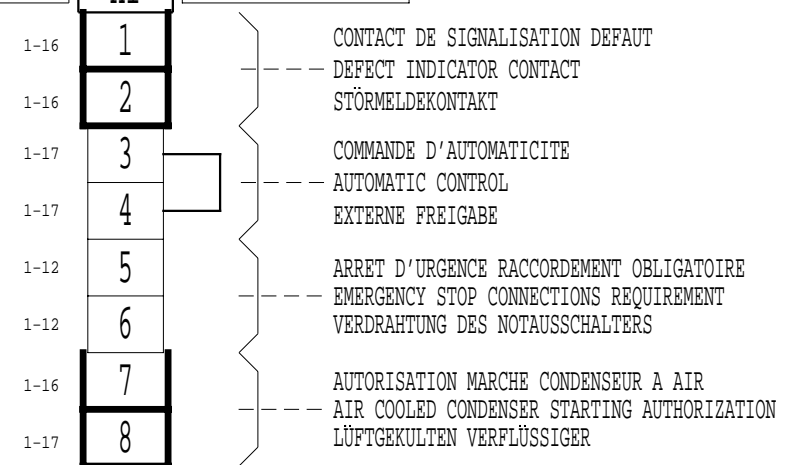 1-16 1 CONTACT DE SIGNALISATION DEFAUT
DEFECT INDICATOR CONTACT
1-16 2 STÖRMELDEKONTAKT
1-17 3 COMMANDE D'AUTOMATICITE
AUTOMATIC CONTROL
1-17 4 EXTERNE FREIGABE
1-12 5 ARRET D'URGENCE RACCORDEMENT OBLIGATOIRE
EMERGENCY STOP CONNECTIONS REQUIREMENT
1-12 6 VERDRAHTUNG DES NOTAUSSCHALTERS
1-16 7 AUTORISATION MARCHE CONDENSEUR A AIR
AIR COOLED CONDENSER STARTING AUTHORIZATION
1-17 8 LÜFTGEKULTEN VERFLÜSSIGER